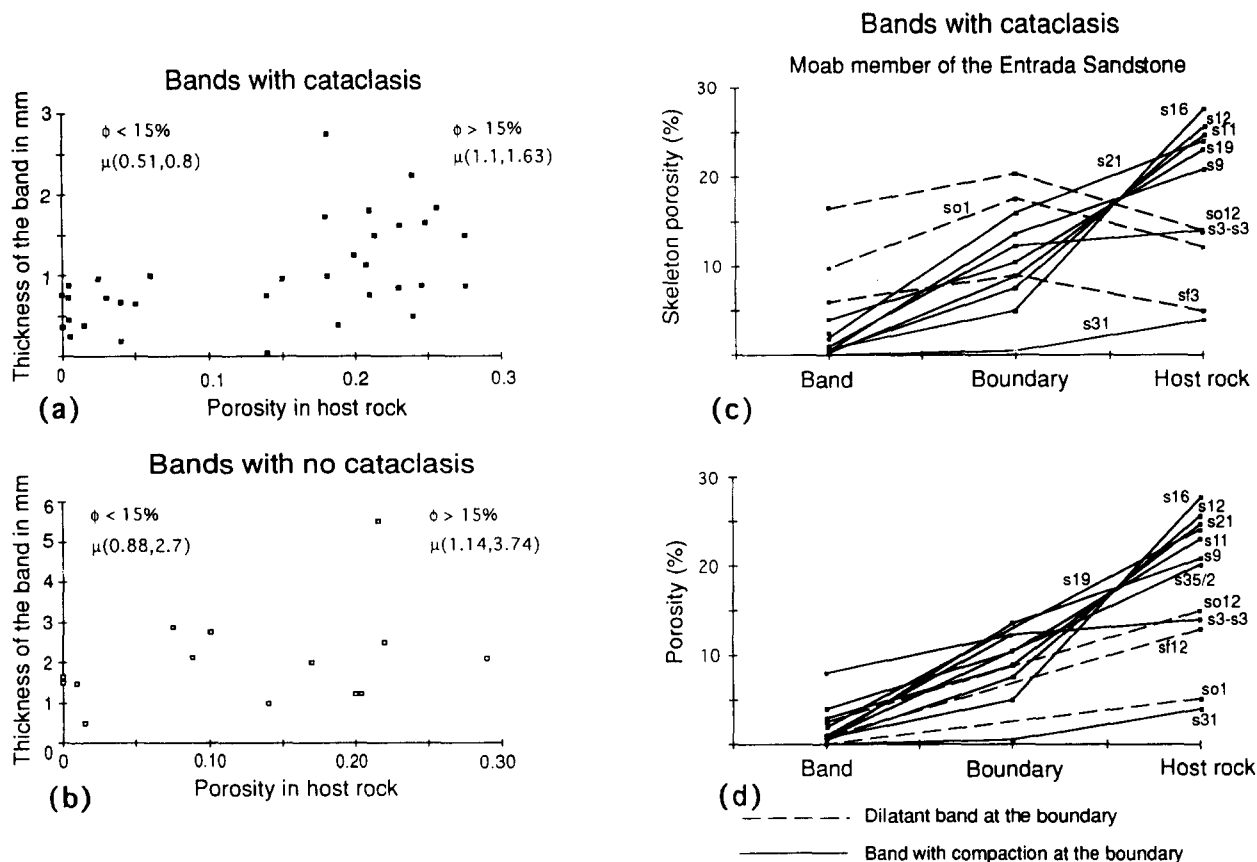 Bands with cataclasis
Thickness of the band in mm
3
2
1
0
φ < 15%
μ(0.51,0.8)
φ > 15%
μ(1.1,1.63)
0
0.1
0.2
0.3
Porosity in host rock
(a)
Bands with no cataclasis
Thickness of the band in mm
6
5
4
3
2
1
0
φ < 15%
μ(0.88,2.7)
φ > 15%
μ(1.14,3.74)
0
0.10
0.20
0.30
Porosity in host rock
(b)
Bands with cataclasis
Moab member of the Entrada Sandstone
Skeleton porosity (%)
30
20
10
s16
s12
s11
s19
s9
s21
so1
so12
s3-s3
sf3
s31
Band
Boundary
Host rock
(c)
Porosity (%)
30
20
10
s16
s12
s21
s11
s9
s35/2
s19
so12
s3-s3
sf12
so1
s31
Band
Boundary
Host rock
(d)
Dilatant band at the boundary
Band with compaction at the boundary